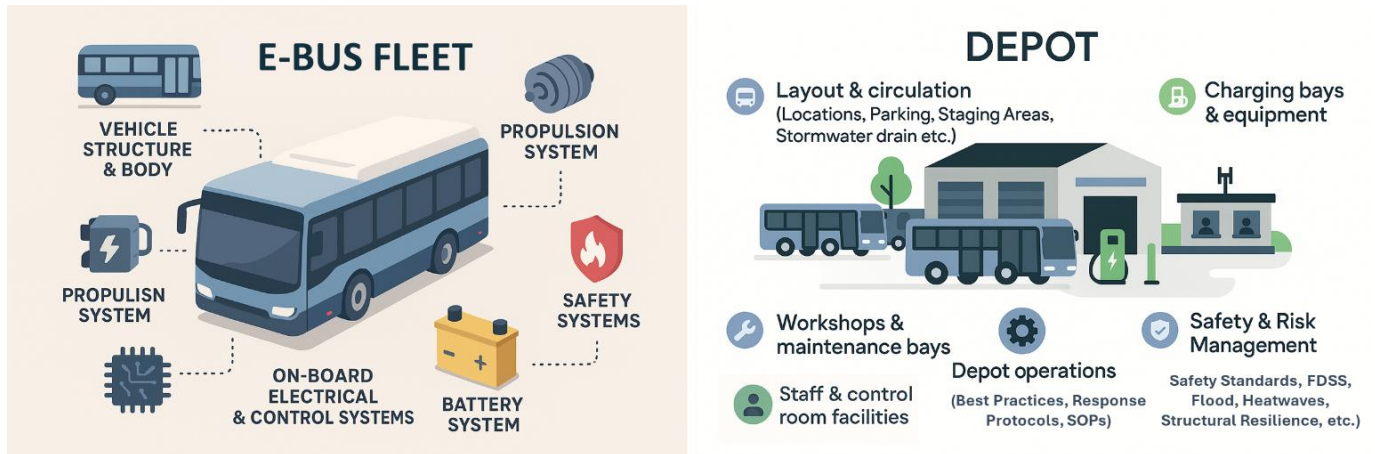 E-BUS FLEET
VEHICLE
STRUCTURE
& BODY
PROPULSION
SYSTEM
PROPULISN
SYSTEM
SAFETY
SYSTEMS
ON-BOARD
ELECTRICAL
& CONTROL SYSTEMS
BATTERY
SYSTEM
DEPOT
Layout & circulation
(Locations, Parking, Staging Areas,
Stormwater drain etc.)
Charging bays
& equipment
Workshops &
maintenance bays
Staff & control
room facilities
Depot operations
(Best Practices, Response
Protocols, SOPs)
Safety & Risk
Management
Safety Standards, FDSS,
Flood, Heatwaves,
Structural Resilience, etc.)